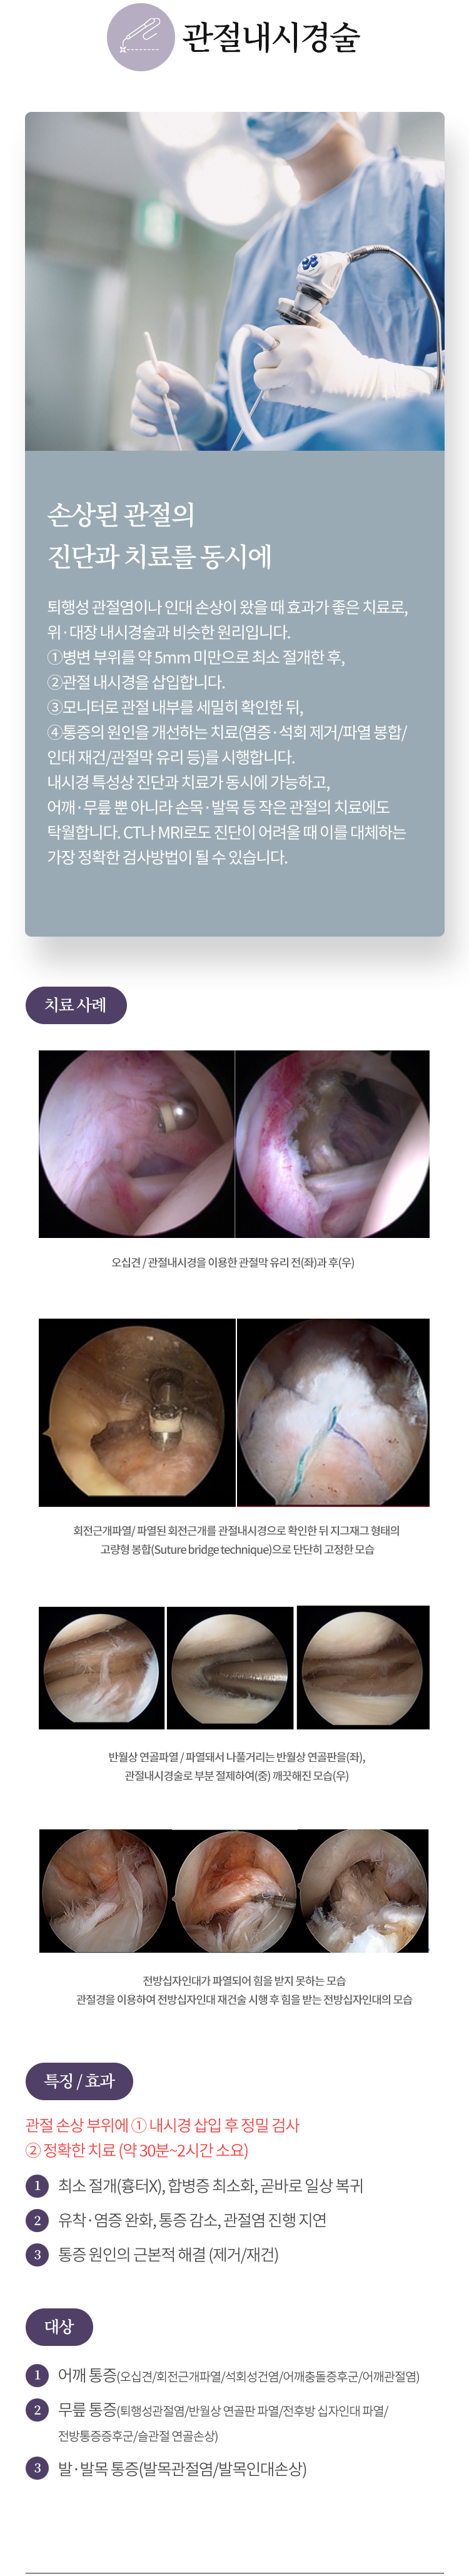 관절내시경술
손상된 관절의
진단과 치료를 동시에
퇴행성 관절염이나 인대 손상이 왔을 때 효과가 좋은 치료로,
위·대장 내시경술과 비슷한 원리입니다.
①병변 부위를 약 5mm 미만으로 최소 절개한 후,
②관절 내시경을 삽입합니다.
③모니터로 관절 내부를 세밀히 확인한 뒤,
④통증의 원인을 개선하는 치료(염증·석회 제거/파열 봉합/
인대 재건/관절막 유리 등)를 시행합니다.
내시경 특성상 진단과 치료가 동시에 가능하고,
어깨·무릎 뿐 아니라 손목·발목 등 작은 관절의 치료에도
탁월합니다. CT나 MRI로도 진단이 어려울 때 이를 대체하는
가장 정확한 검사방법이 될 수 있습니다.
치료 사례
오십견 / 관절내시경을 이용한 관절막 유리 전(좌)과 후(우)
회전근개파열/ 파열된 회전근개를 관절내시경으로 확인한 뒤 지그재그 형태의
고량형 봉합(Suture bridge technique)으로 단단히 고정한 모습
반월상 연골파열 / 파열돼서 나풀거리는 반월상 연골판을(좌),
관절내시경술로 부분 절제하여(중) 깨끗해진 모습(우)
전방십자인대가 파열되어 힘을 받지 못하는 모습
관절경을 이용하여 전방십자인대 재건술 시행 후 힘을 받는 전방십자인대의 모습
특징 / 효과
관절 손상 부위에 ① 내시경 삽입 후 정밀 검사
② 정확한 치료 (약 30분~2시간 소요)
1 최소 절개(흉터X), 합병증 최소화, 곧바로 일상 복귀
2 유착·염증 완화, 통증 감소, 관절염 진행 지연
3 통증 원인의 근본적 해결 (제거/재건)
대상
1 어깨 통증(오십견/회전근개파열/석회성건염/어깨충돌증후군/어깨관절염)
2 무릎 통증(퇴행성관절염/반월상 연골판 파열/전후방 십자인대 파열/
전방통증증후군/슬관절 연골손상)
3 발·발목 통증(발목관절염/발목인대손상)